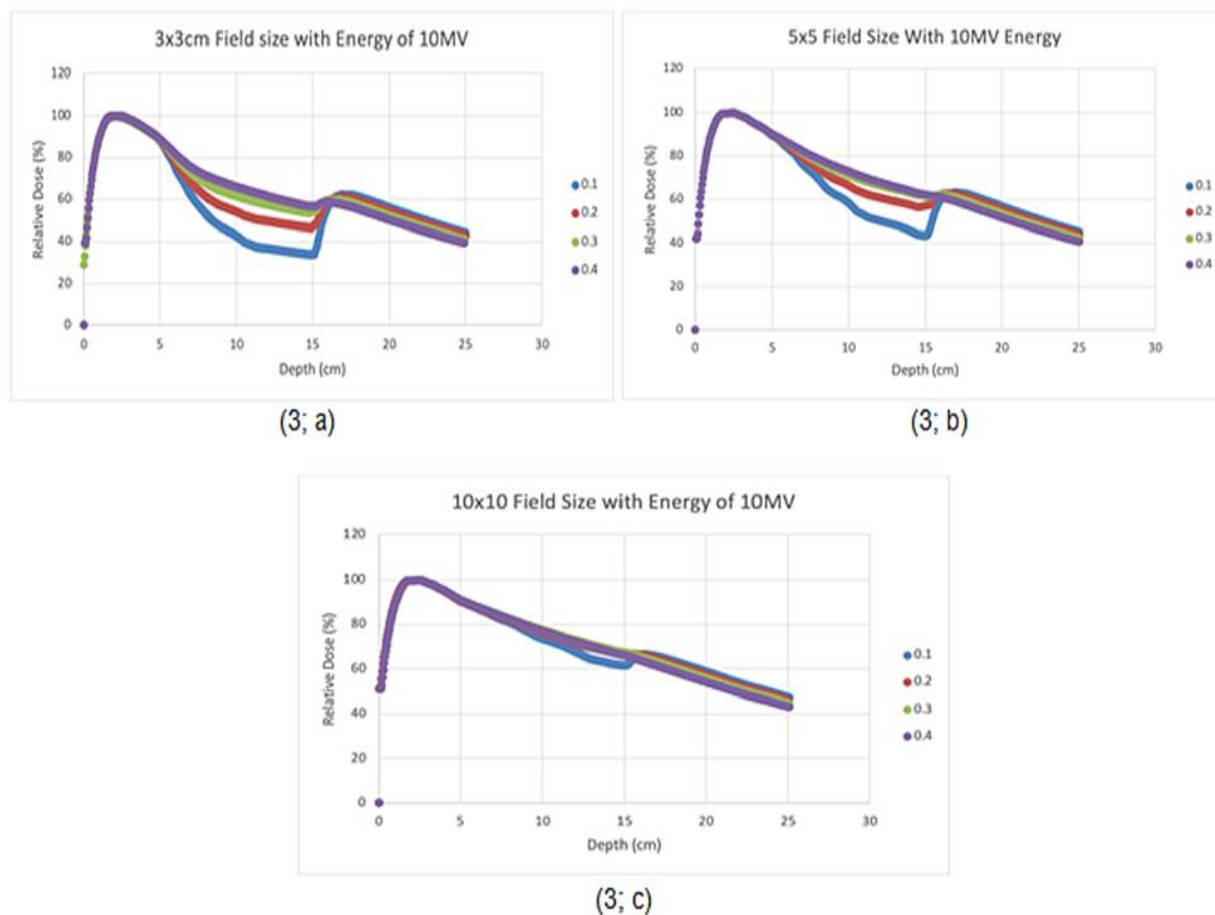 3x3cm Field size with Energy of 10MV
120
100
80
60
40
20
0
Relative Dose (%)
0 5 10 15 20 25 30
Depth (cm)
0.1
0.2
0.3
0.4
(3; a)
5x5 Field Size With 10MV Energy
120
100
80
60
40
20
0
Relative Dose (%)
0 5 10 15 20 25 30
Depth (cm)
0.1
0.2
0.3
0.4
(3; b)
10x10 Field Size with Energy of 10MV
120
100
80
60
40
20
0
Relative Dose (%)
0 5 10 15 20 25 30
Depth (cm)
0.1
0.2
0.3
0.4
(3; c)